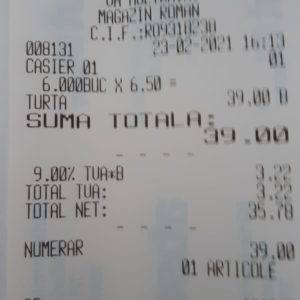 MAGAZIN ROMAN
C.I.F.:RO9318238
008131 23-02-2021 16:13
CASIER 01 01
6.000BUC X 6.50 =
TURTA 39.00 B
SUMA TOTALA:
39.00
- - - -
9.00% TVA*B 3.22
TOTAL TVA: 3.22
TOTAL NET: 35.78
- - - -
NUMERAR 39.00
01 ARTICOLE